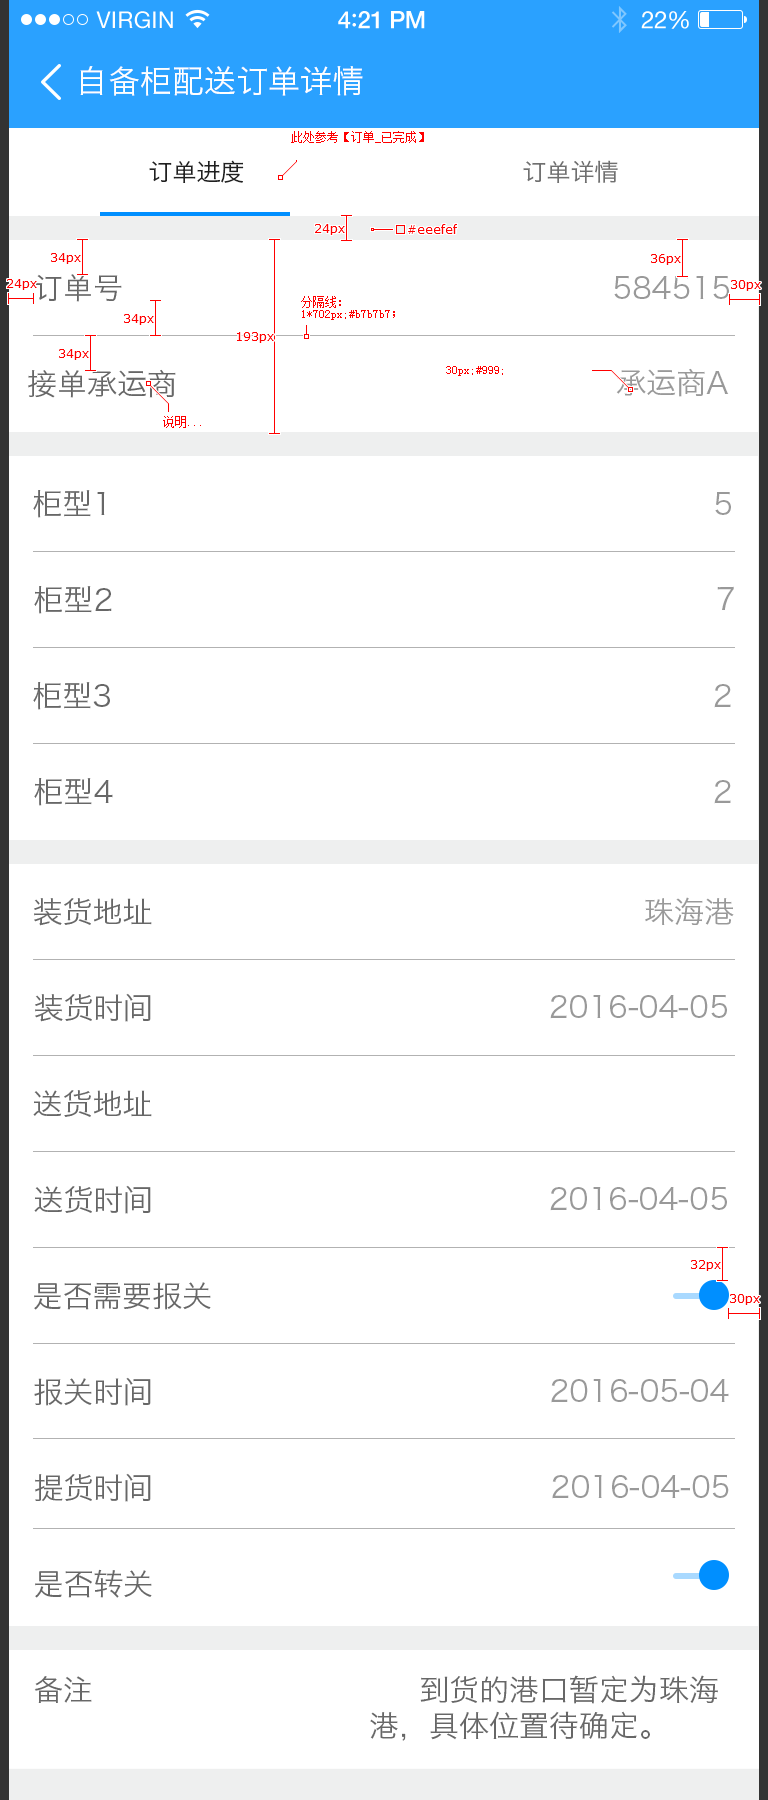 VIRGIN 4:21 PM 22%
自备柜配送订单详情
此处参考【订单_已完成】
订单进度 订单详情
24px #eeefef
34px 36px
24px 订单号 584515 30px
分隔线:
1*702px;#b7b7b7;
34px
193px
34px
30px;#999;
接单承运商 承运商A
说明...
柜型1 5
柜型2 7
柜型3 2
柜型4 2
装货地址 珠海港
装货时间 2016-04-05
送货地址
送货时间 2016-04-05
32px
是否需要报关 30px
报关时间 2016-05-04
提货时间 2016-04-05
是否转关
备注 到货的港口暂定为珠海
港，具体位置待确定。